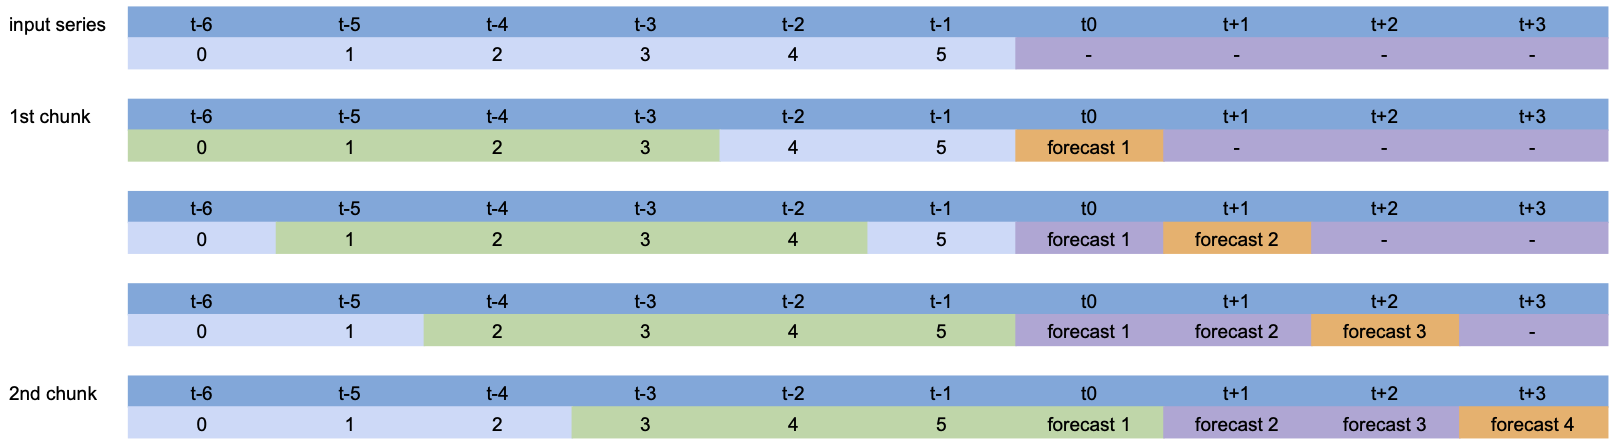 input series t-6 t-5 t-4 t-3 t-2 t-1 t0 t+1 t+2 t+3
0 1 2 3 4 5 - - - -
1st chunk t-6 t-5 t-4 t-3 t-2 t-1 t0 t+1 t+2 t+3
0 1 2 3 4 5 forecast 1 - - -
t-6 t-5 t-4 t-3 t-2 t-1 t0 t+1 t+2 t+3
0 1 2 3 4 5 forecast 1 forecast 2 - -
t-6 t-5 t-4 t-3 t-2 t-1 t0 t+1 t+2 t+3
0 1 2 3 4 5 forecast 1 forecast 2 forecast 3 -
2nd chunk t-6 t-5 t-4 t-3 t-2 t-1 t0 t+1 t+2 t+3
0 1 2 3 4 5 forecast 1 forecast 2 forecast 3 forecast 4